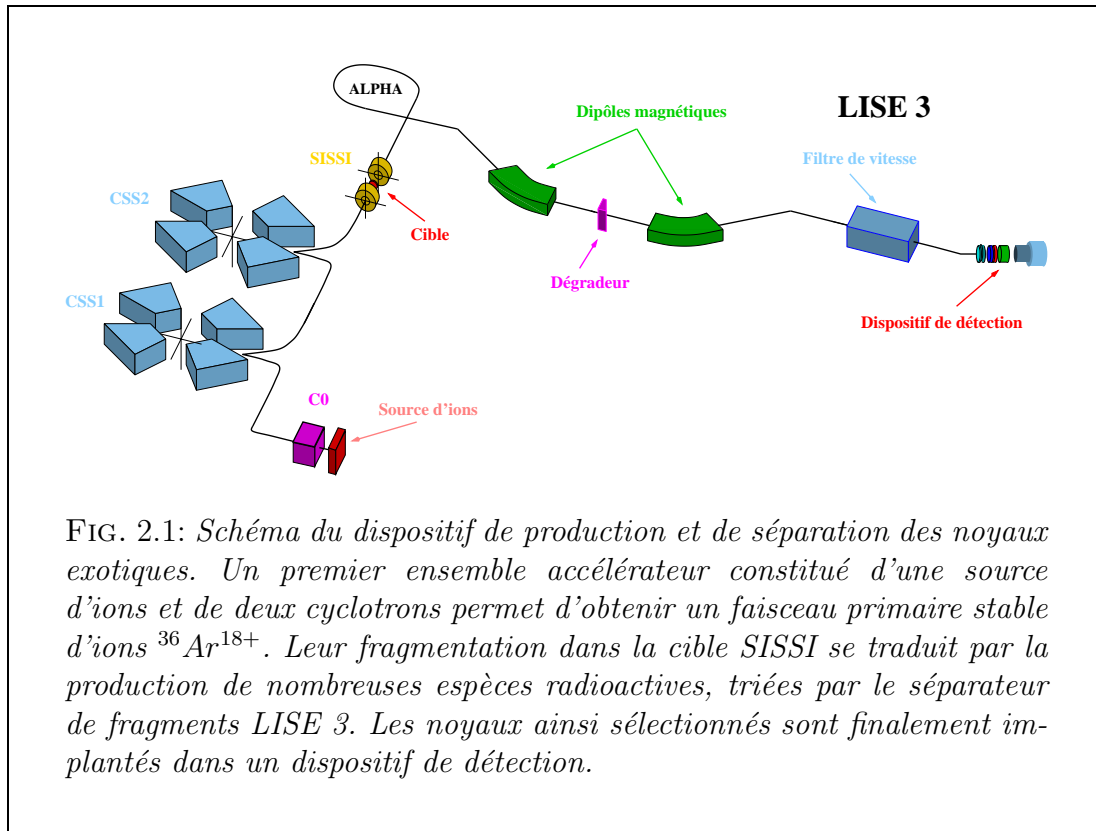 ALPHA
LISE 3
Dipôles magnétiques
SISSI
Filtre de vitesse
CSS2
Cible
Dégradeur
CSS1
Dispositif de détection
C0
Source d'ions
FIG. 2.1: Schéma du dispositif de production et de séparation des noyaux
exotiques. Un premier ensemble accélérateur constitué d'une source
d'ions et de deux cyclotrons permet d'obtenir un faisceau primaire stable
d'ions ³⁶Ar¹⁸⁺. Leur fragmentation dans la cible SISSI se traduit par la
production de nombreuses espèces radioactives, triées par le séparateur
de fragments LISE 3. Les noyaux ainsi sélectionnés sont finalement im-
plantés dans un dispositif de détection.